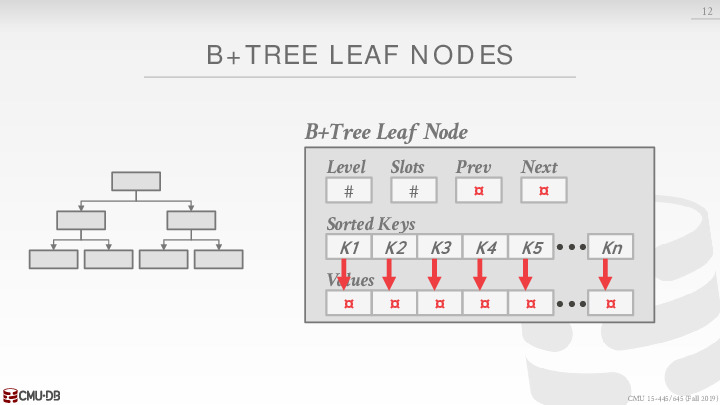 12
B+TREE LEAF NODES
B+Tree Leaf Node
Level Slots Prev Next
# # ¤ ¤
Sorted Keys
K1 K2 K3 K4 K5 ••• Kn
Values
¤ ¤ ¤ ¤ ¤ ••• ¤
CMU·DB
CMU 15-445/645 (Fall 2019)